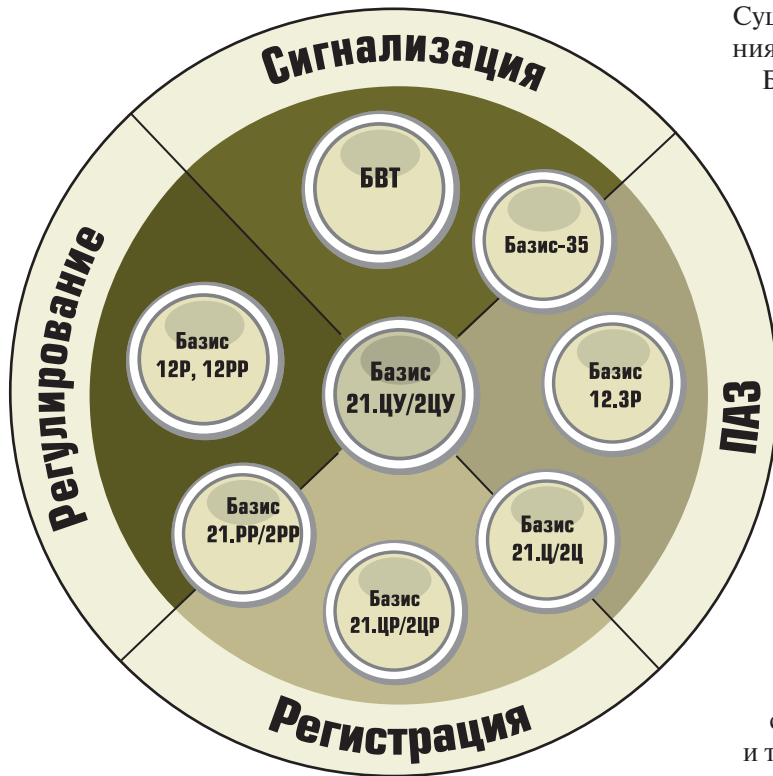 Сигнализация
БВТ
Базис-35
Регулирование
Базис
12Р, 12РР
Базис
21.ЦУ/2ЦУ
Базис
12.ЗР
ПАЗ
Базис
21.РР/2РР
Базис
21.Ц/2Ц
Базис
21.ЦР/2ЦР
Регистрация
ния
и т